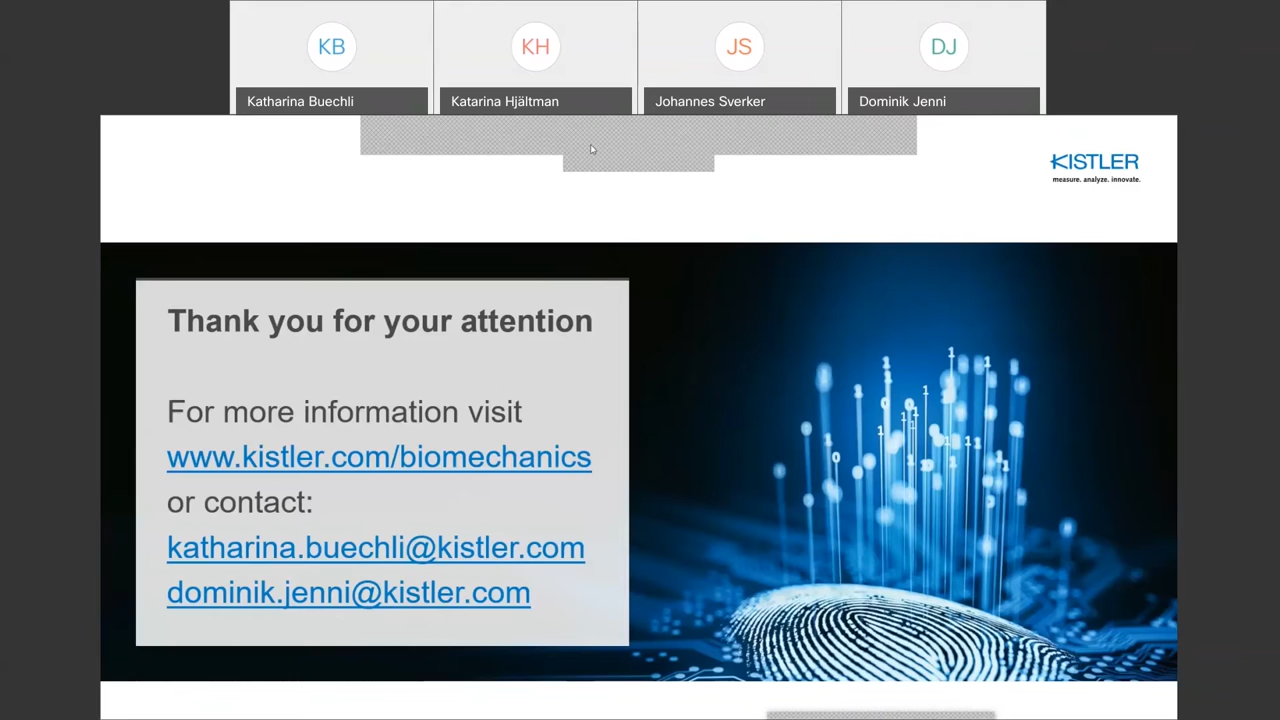 KB
KH
JS
DJ
Katharina Buechli
Katarina Hjältman
Johannes Sverker
Dominik Jenni
KISTLER
measure. analyze. innovate.
Thank you for your attention
For more information visit
www.kistler.com/biomechanics
or contact:
katharina.buechli@kistler.com
dominik.jenni@kistler.com